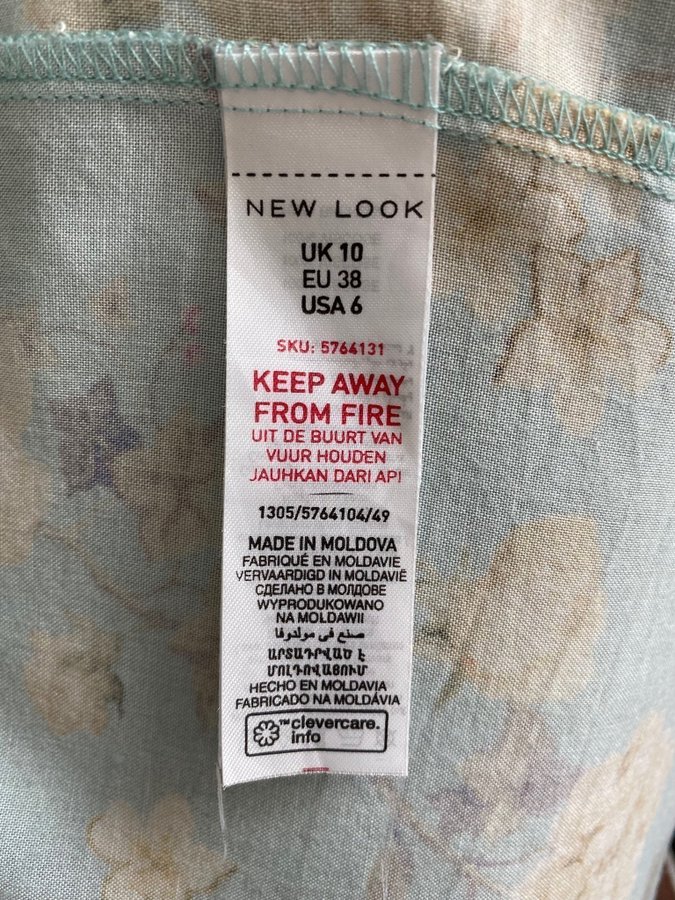 NEW LOOK
UK 10
EU 38
USA 6
SKU: 5764131
KEEP AWAY
FROM FIRE
UIT DE BUURT VAN
VUUR HOUDEN
JAUHKAN DARI API
1305/5764104/49
MADE IN MOLDOVA
FABRIQUÉ EN MOLDAVIE
VERVAARDIGD IN MOLDAVIË
СДЕЛАНО В МОЛДОВЕ
WYPRODUKOWANO
NA MOLDAWII
صنع في مولدوفا
ԱՐՏԱԴՐՎԱԾ Է
ՄՈԼԴՈՎԱՅՈՒՄ
HECHO EN MOLDAVIA
FABRICADO NA MOLDÁVIA
™clevercare.
info